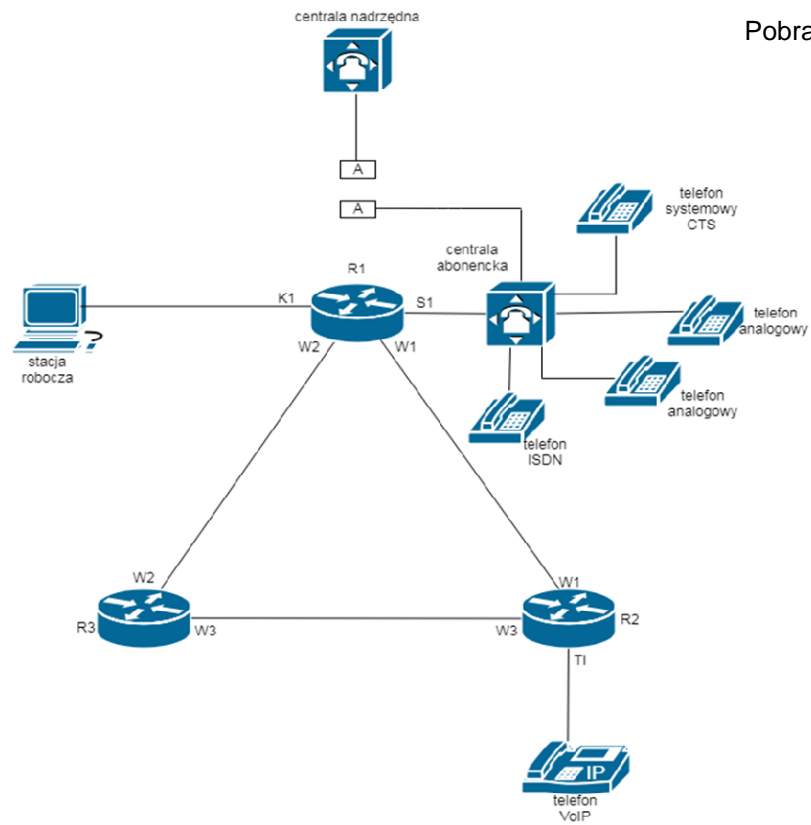 centrala nadrzędna
Pobra
A
A
telefon
systemowy
CTS
centrala
abonencka
R1
K1
S1
W2
W1
stacja
robocza
telefon
analogowy
telefon
analogowy
telefon
ISDN
W2
W1
R3
W3
W3
R2
TI
IP
telefon
VoIP